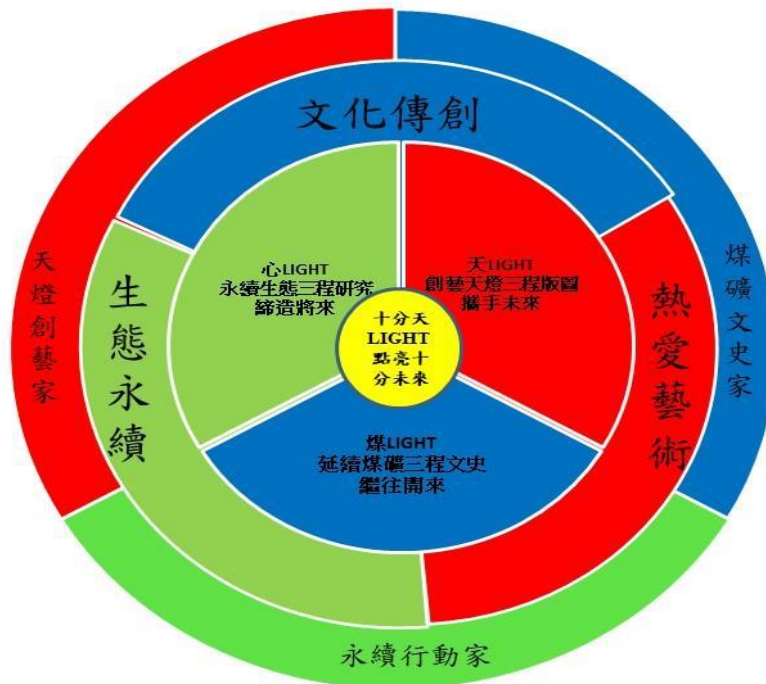 文化傳創
天燈創藝家
生態永續
心LIGHT
永續生態三程研究
締造將來
天LIGHT
創藝天燈三程版圖
攜手未來
十分天
LIGHT
點亮十
分未來
熱愛藝術
煤礦文史家
煤LIGHT
延續煤礦三程文史
繼往開來
永續行動家